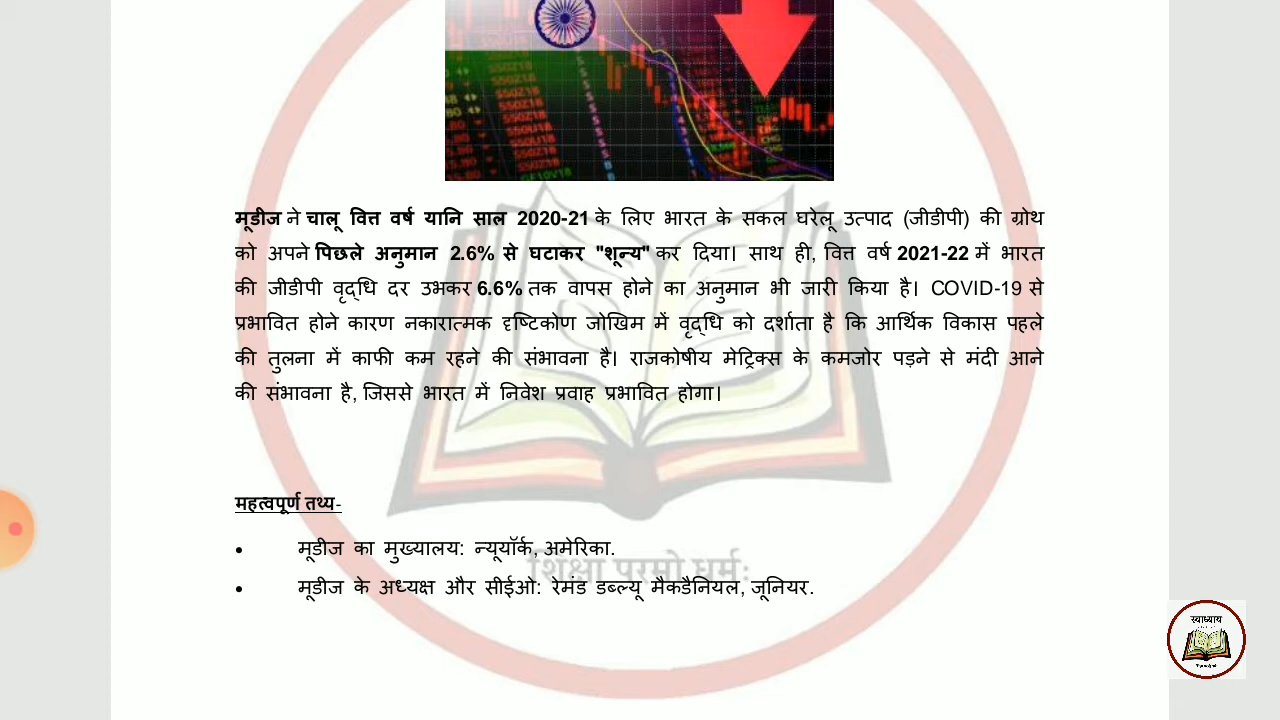 मूडीज ने चालू वित्त वर्ष यानि साल 2020-21 के लिए भारत के सकल घरेलू उत्पाद (जीडीपी) की ग्रोथ
को अपने पिछले अनुमान 2.6% से घटाकर "शून्य" कर दिया। साथ ही, वित्त वर्ष 2021-22 में भारत
की जीडीपी वृद्धि दर उभकर 6.6% तक वापस होने का अनुमान भी जारी किया है। COVID-19 से
प्रभावित होने कारण नकारात्मक दृष्टिकोण जोखिम में वृद्धि को दर्शाता है कि आर्थिक विकास पहले
की तुलना में काफी कम रहने की संभावना है। राजकोषीय मेट्रिक्स के कमजोर पड़ने से मंदी आने
की संभावना है, जिससे भारत में निवेश प्रवाह प्रभावित होगा।
महत्वपूर्ण तथ्य-
• मूडीज का मुख्यालय: न्यूयॉर्क, अमेरिका.
शिक्षा परमो धर्मः
• मूडीज के अध्यक्ष और सीईओ: रेमंड डब्ल्यू मैकडैनियल, जूनियर.
स्वाध्याय